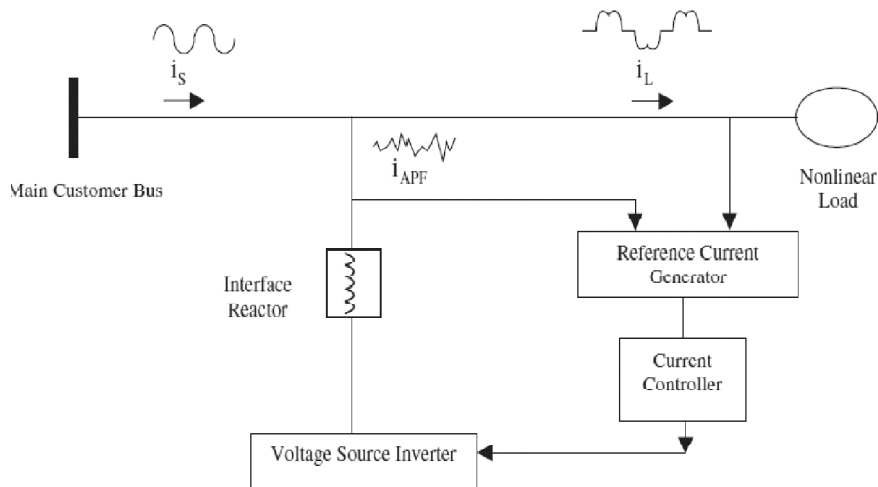 i_S
i_L
Main Customer Bus
i_APF
Nonlinear
Load
Reference Current
Generator
Interface
Reactor
Current
Controller
Voltage Source Inverter